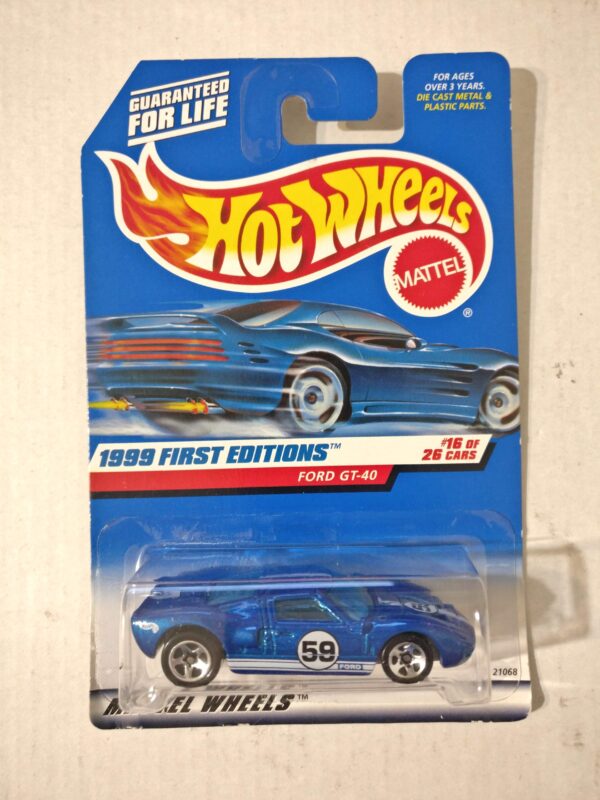 GUARANTEED
FOR LIFE
FOR AGES
OVER 3 YEARS.
DIE CAST METAL &
PLASTIC PARTS.
HOT WHEELS
MATTEL
®
1999 FIRST EDITIONS™
#16 OF
26 CARS
FORD GT-40
59
FORD
21068
WHEELS™